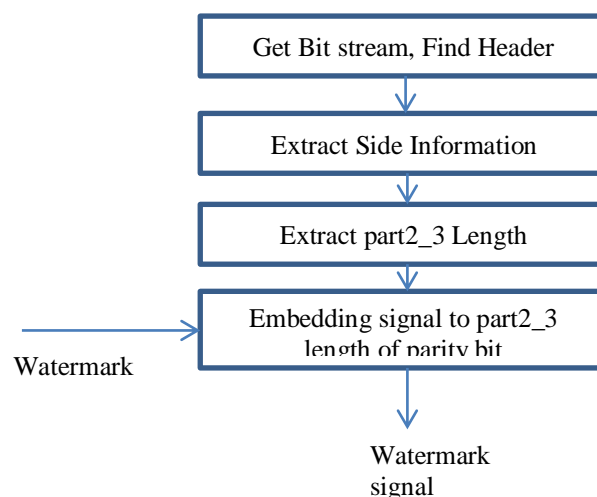 Get Bit stream, Find Header
Extract Side Information
Extract part2_3 Length
Embedding signal to part2_3
length of parity bit
Watermark
Watermark
signal